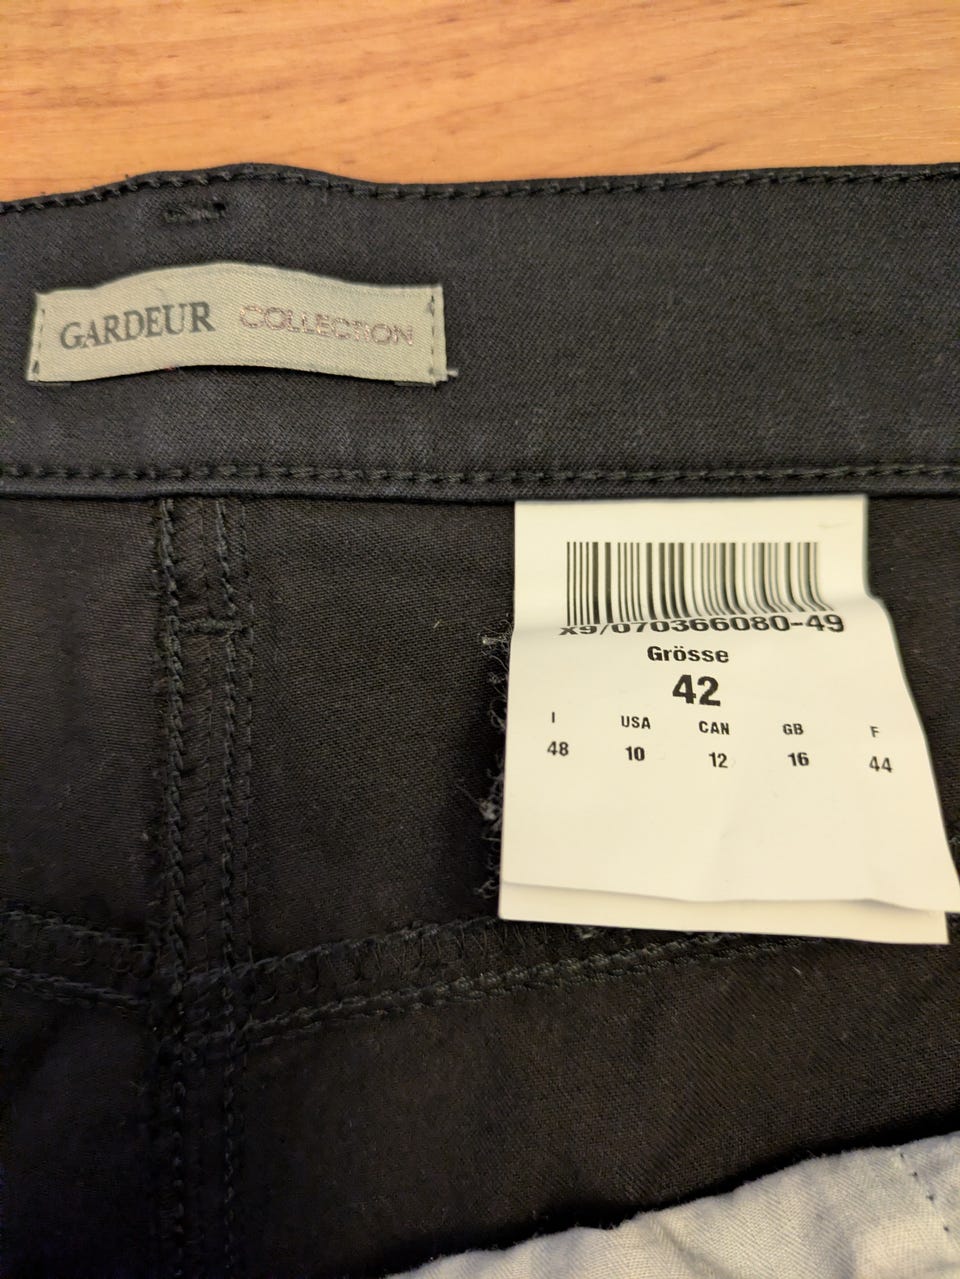 GARDEUR COLLECTION
x9/070366080-49
Grösse
42
I USA CAN GB F
48 10 12 16 44